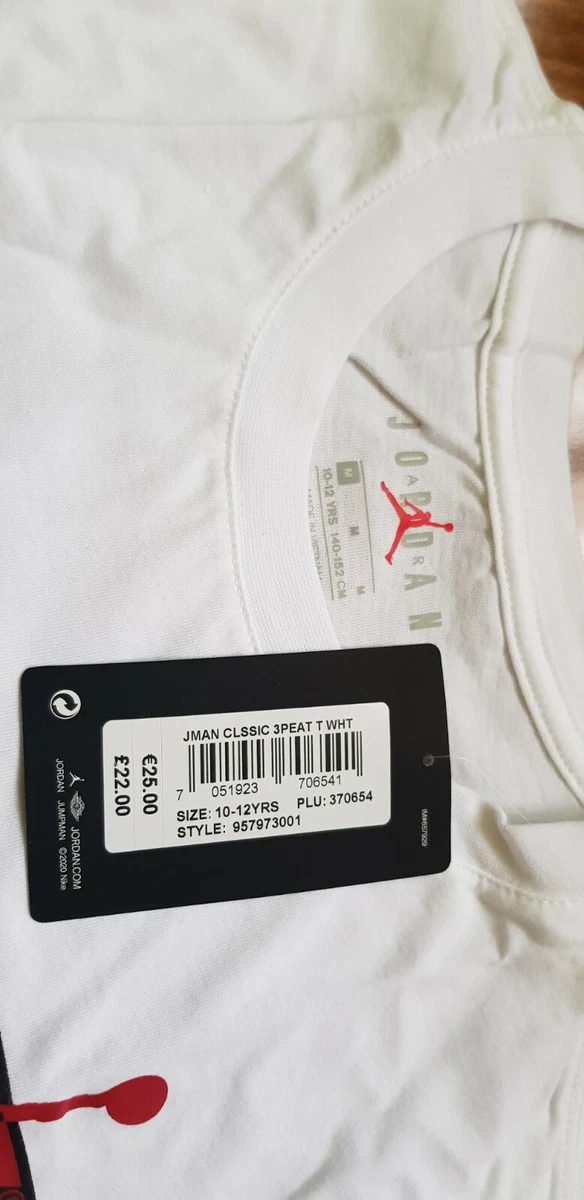 JORDAN
AIR
M M M
10-12 YRS 140-152 CM
JMAN CLSSIC 3PEAT T WHT
7 051923 706541
SIZE: 10-12YRS PLU: 370654
STYLE: 957973001
€25.00
£22.00
JORDAN JUMPMAN ©2020 Nike
JORDAN.COM